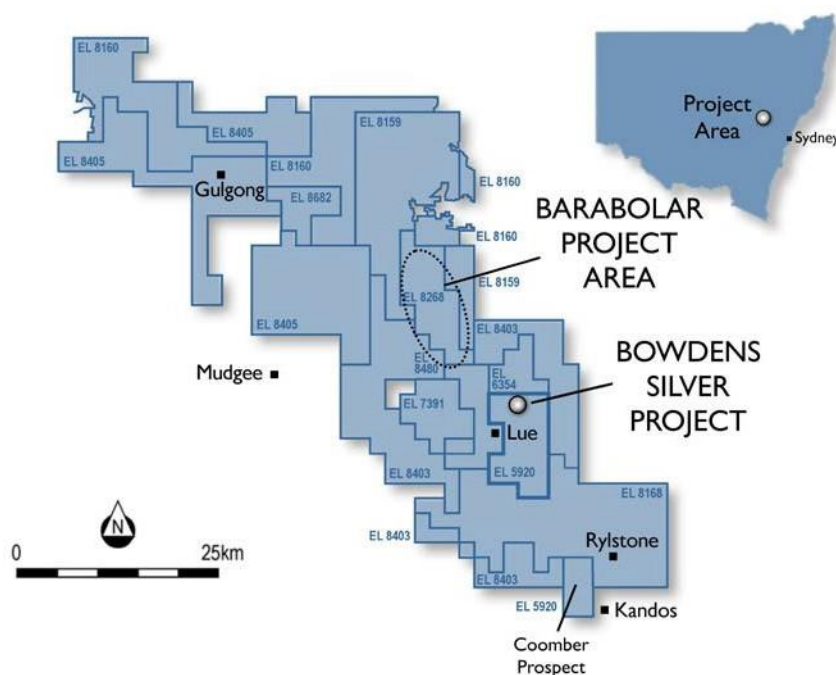 EL 8160
EL 8159
EL 8405
EL 8405
EL 8160
Gulgong
EL 8682
EL 8160
EL 8160
Project
Area
Sydney
BARABOLAR
PROJECT
AREA
EL 8159
EL 8268
EL 8405
EL 8403
EL
8480
EL
6354
BOWDENS
SILVER
PROJECT
Mudgee
EL 7391
Lue
EL 8403
EL 5920
EL 8168
N
0
25km
EL 8403
Rylstone
EL 8403
EL 5920
Kandos
Coomber
Prospect